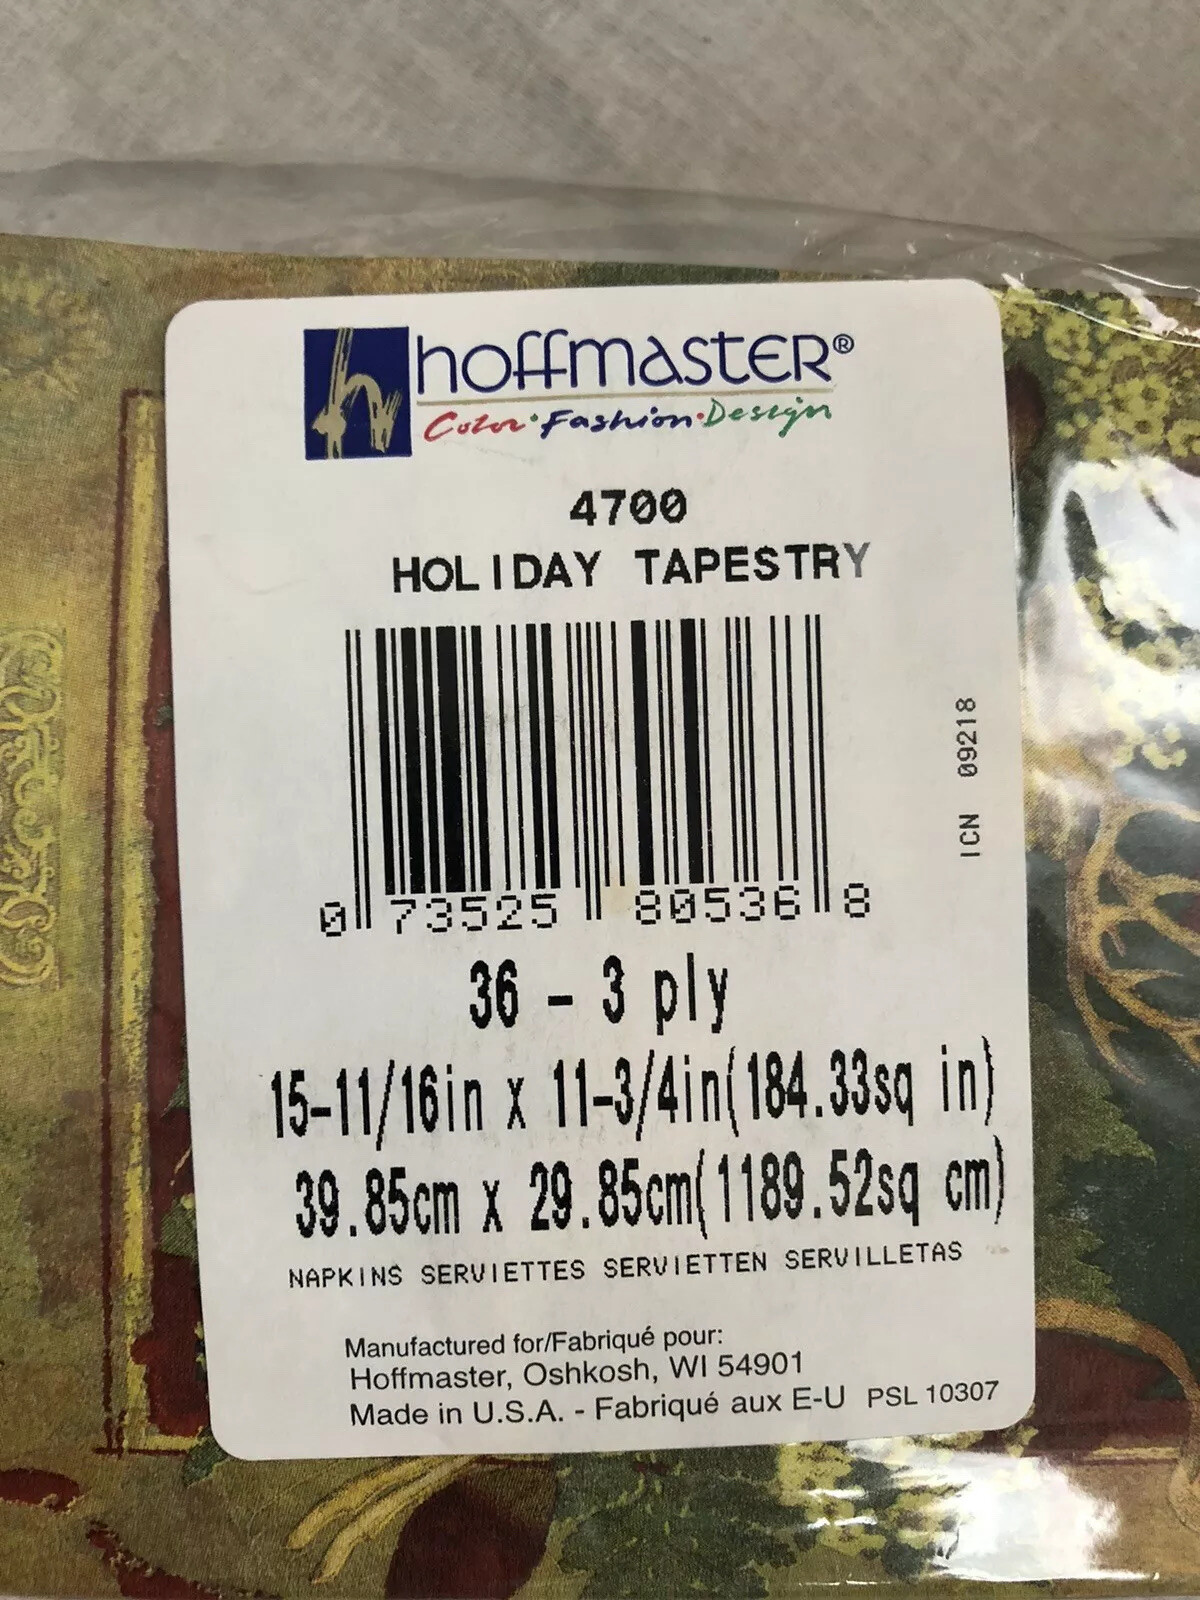 hoffmaster®
Color·Fashion·Design
4700
HOLIDAY TAPESTRY
ICN 09218
0 73525 80536 8
36 - 3 ply
15-11/16in x 11-3/4in(184.33sq in)
39.85cm x 29.85cm(1189.52sq cm)
NAPKINS SERVIETTES SERVIETTEN SERVILLETAS
Manufactured for/Fabriqué pour:
Hoffmaster, Oshkosh, WI 54901
Made in U.S.A. - Fabriqué aux E-U PSL 10307